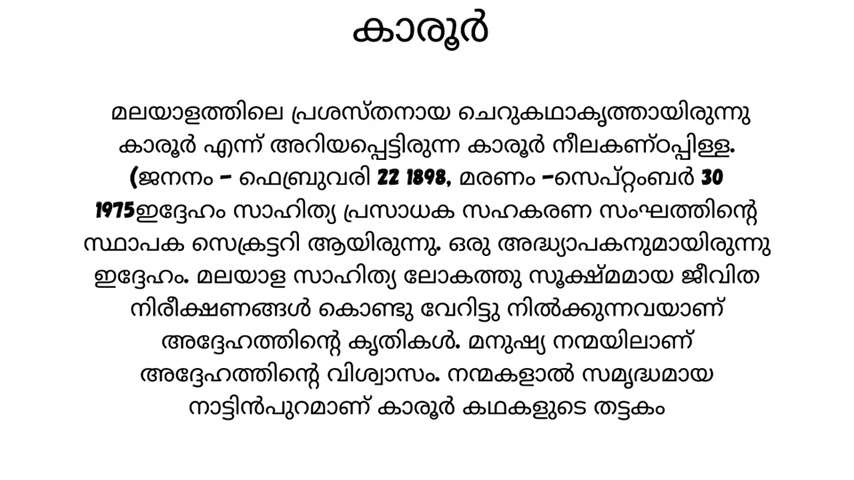 കാരൂർ
മലയാളത്തിലെ പ്രശസ്തനായ ചെറുകഥാകൃത്തായിരുന്നു
കാരൂർ എന്ന് അറിയപ്പെട്ടിരുന്ന കാരൂർ നീലകണ്ഠപ്പിള്ള.
(ജനനം - ഫെബ്രുവരി 22 1898, മരണം -സെപ്റ്റംബർ 30
1975ഇദ്ദേഹം സാഹിത്യ പ്രസാധക സഹകരണ സംഘത്തിന്റെ
സ്ഥാപക സെക്രട്ടറി ആയിരുന്നു. ഒരു അദ്ധ്യാപകനുമായിരുന്നു
ഇദ്ദേഹം. മലയാള സാഹിത്യ ലോകത്തു സൂക്ഷ്മമായ ജീവിത
നിരീക്ഷണങ്ങൾ കൊണ്ടു വേറിട്ടു നിൽക്കുന്നവയാണ്
അദ്ദേഹത്തിന്റെ കൃതികൾ. മനുഷ്യ നന്മയിലാണ്
അദ്ദേഹത്തിന്റെ വിശ്വാസം. നന്മകളാൽ സമൃദ്ധമായ
നാട്ടിൻപുറമാണ് കാരൂർ കഥകളുടെ തട്ടകം